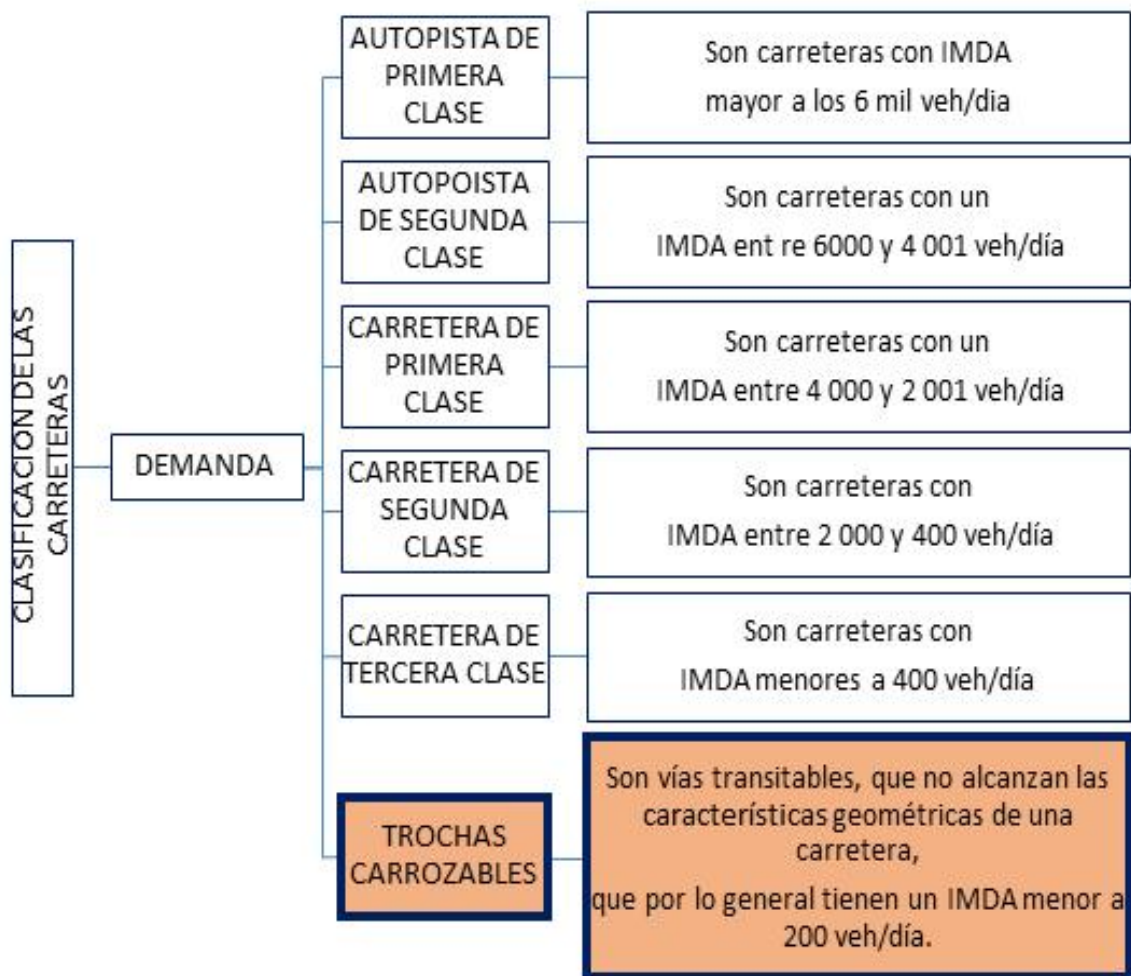 CLASIFICACION DE LAS
CARRETERAS
DEMANDA
AUTOPISTA DE
PRIMERA
CLASE
Son carreteras con IMDA
mayor a los 6 mil veh/dia
AUTOPOISTA
DE SEGUNDA
CLASE
Son carreteras con un
IMDA ent re 6000 y 4 001 veh/día
CARRETERA DE
PRIMERA
CLASE
Son carreteras con un
IMDA entre 4 000 y 2 001 veh/día
CARRETERA DE
SEGUNDA
CLASE
Son carreteras con
IMDA entre 2 000 y 400 veh/día
CARRETERA DE
TERCERA CLASE
Son carreteras con
IMDA menores a 400 veh/día
TROCHAS
CARROZABLES
Son vías transitables, que no alcanzan las
característífcas geométricas de una
carretera,
que por lo general tienen un IMDA menor a
200 veh/día.